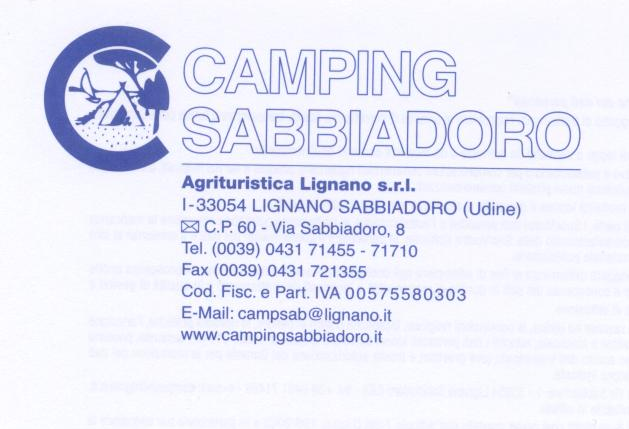 CAMPING
SABBIADORO
Agrituristica Lignano s.r.l.
I-33054 LIGNANO SABBIADORO (Udine)
✉ C.P. 60 - Via Sabbiadoro, 8
Tel. (0039) 0431 71455 - 71710
Fax (0039) 0431 721355
Cod. Fisc. e Part. IVA 00575580303
E-Mail: campsab@lignano.it
www.campingsabbiadoro.it